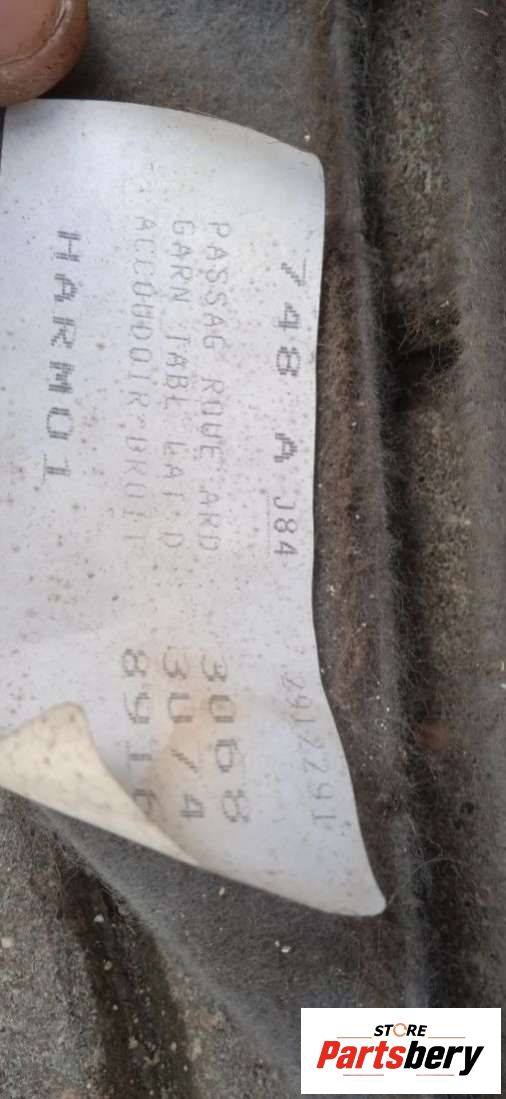 748 A J84 2912291
PASSAG ROUE ARD 3068
GARN TABL LAT D 3074
ACCOUDOIR DROIT 8916
HARMO1
STORE
Partsbery